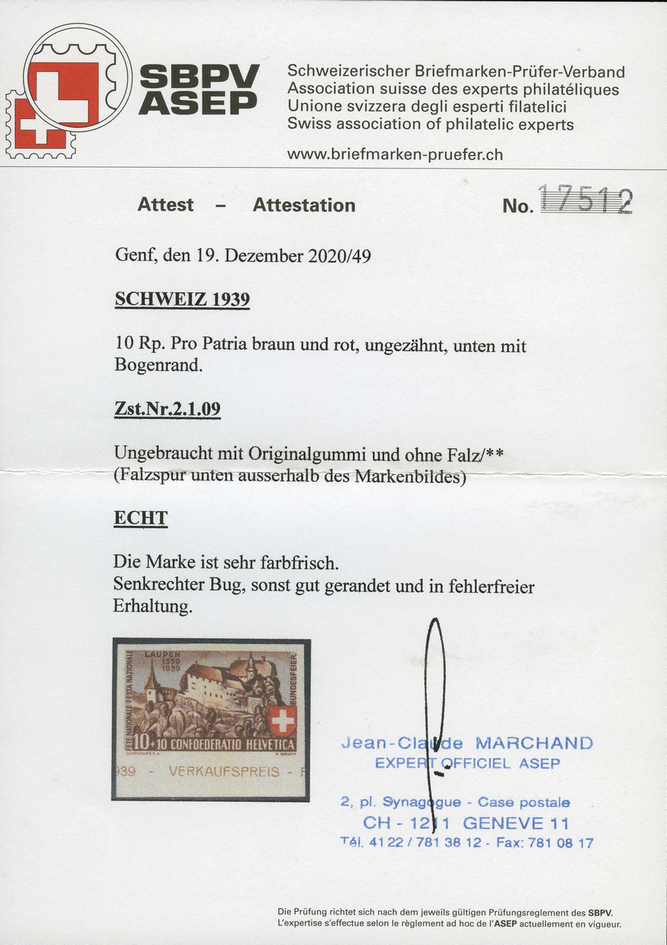 SBPV
ASEP
Schweizerischer Briefmarken-Prüfer-Verband
Association suisse des experts philatéliques
Unione svizzera degli esperti filatelici
Swiss association of philatelic experts
www.briefmarken-pruefer.ch
Attest – Attestation No. 17512
Genf, den 19. Dezember 2020/49
SCHWEIZ 1939
10 Rp. Pro Patria braun und rot, ungezähnt, unten mit
Bogenrand.
Zst.Nr.2.1.09
Ungebraucht mit Originalgummi und ohne Falz/**
(Falzspur unten ausserhalb des Markenbildes)
ECHT
Die Marke ist sehr farbfrisch.
Senkrechter Bug, sonst gut gerandet und in fehlerfreier
Erhaltung.
LAUPEN
1339
1939
FETE NATIONALE FESTA NAZIONALE
BUNDESFEIER
10+10 CONFOEDERATIO HELVETICA
939 - VERKAUFSPREIS - F
Jean-Claude MARCHAND
EXPERT OFFICIEL ASEP
2, pl. Synagogue - Case postale
CH - 1211 GENEVE 11
Tél. 41 22 / 781 38 12 - Fax: 781 08 17
Die Prüfung richtet sich nach dem jeweils gültigen Prüfungsreglement des SBPV.
L'expertise s'effectue selon le règlement ad hoc de l'ASEP actuellement en vigueur.